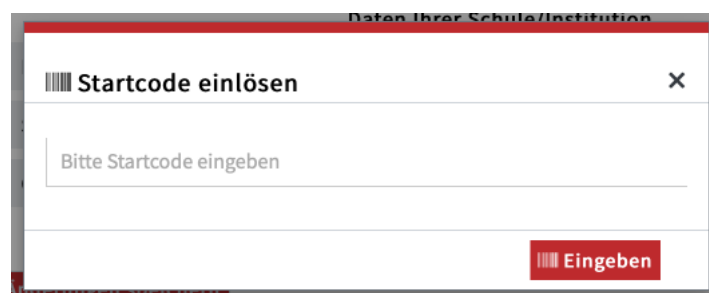 Daten Ihrer Schule/Institution
Startcode einlösen
Bitte Startcode eingeben
Eingeben